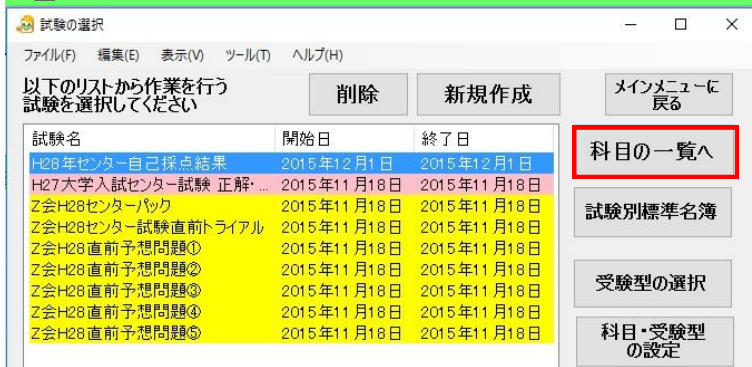 試験の選択
ファイル(F) 編集(E) 表示(V) ツール(T) ヘルプ(H)
以下のリストから作業を行う
試験を選択してください
削除
新規作成
メインメニューに
戻る
試験名 開始日 終了日
H28年センター自己採点結果 2015年12月1日 2015年12月1日
H27大学入試センター試験 正解・... 2015年11月18日 2015年11月18日
Z会H28センターパック 2015年11月18日 2015年11月18日
Z会H28センター試験直前トライアル 2015年11月18日 2015年11月18日
Z会H28直前予想問題① 2015年11月18日 2015年11月18日
Z会H28直前予想問題② 2015年11月18日 2015年11月18日
Z会H28直前予想問題③ 2015年11月18日 2015年11月18日
Z会H28直前予想問題④ 2015年11月18日 2015年11月18日
Z会H28直前予想問題⑤ 2015年11月18日 2015年11月18日
科目の一覧へ
試験別標準名簿
受験型の選択
科目・受験型
の設定